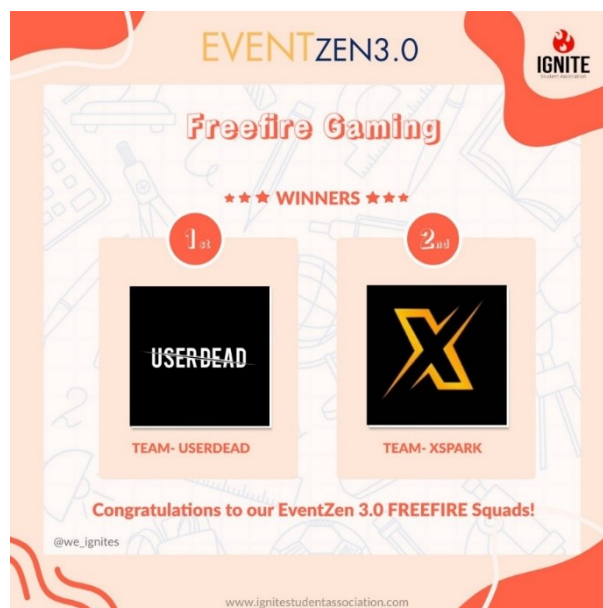 EVENTZEN3.0
IGNITE
student association
Freefire Gaming
★★★ WINNERS ★★★
1st
2nd
USERDEAD
X
TEAM- USERDEAD
TEAM- XSPARK
Congratulations to our EventZen 3.0 FREEFIRE Squads!
@we_ignites
www.ignitestudentassociation.com